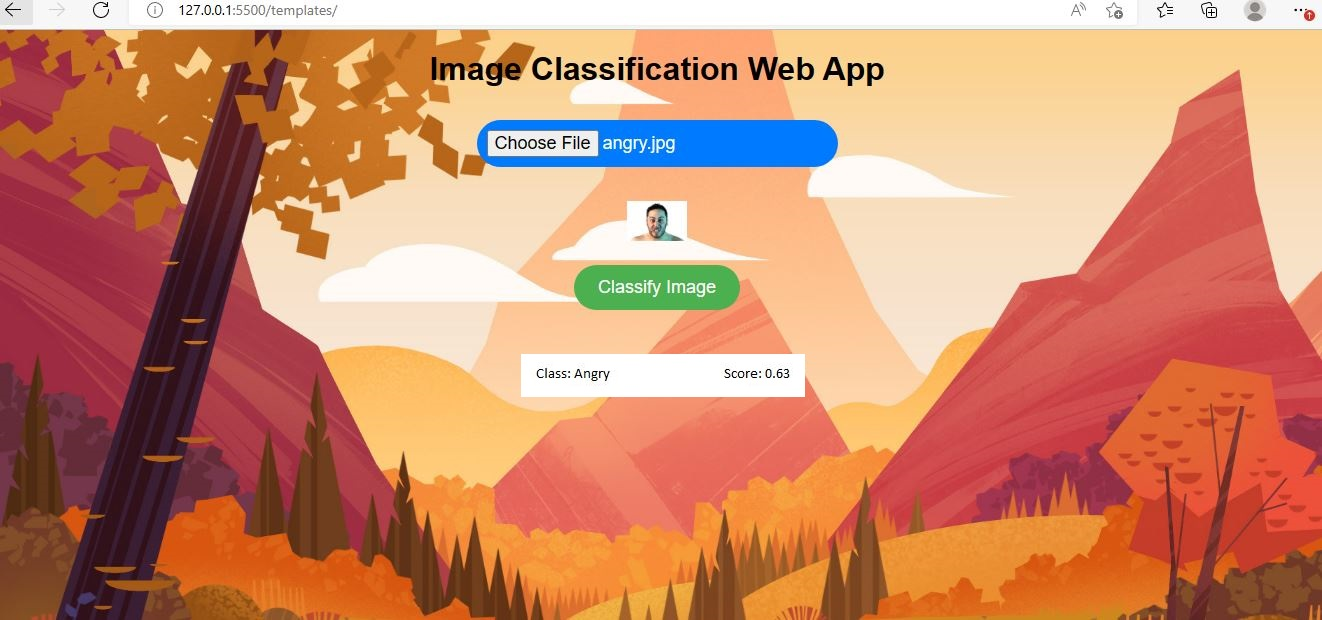 127.0.0.1:5500/templates/
Image Classification Web App
Choose File angry.jpg
Classify Image
Class: Angry Score: 0.63